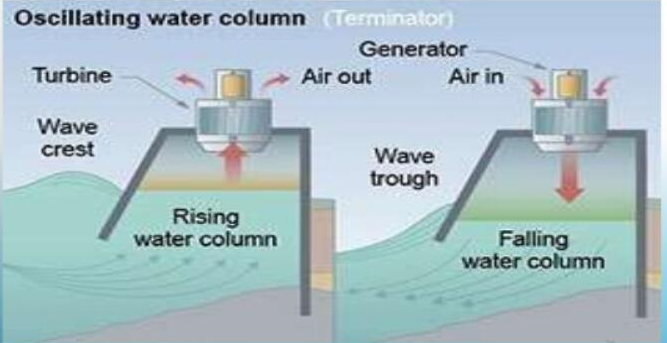 Oscillating water column (Terminator)
Turbine
Air out
Wave
crest
Rising
water column
Generator
Air in
Wave
trough
Falling
water column